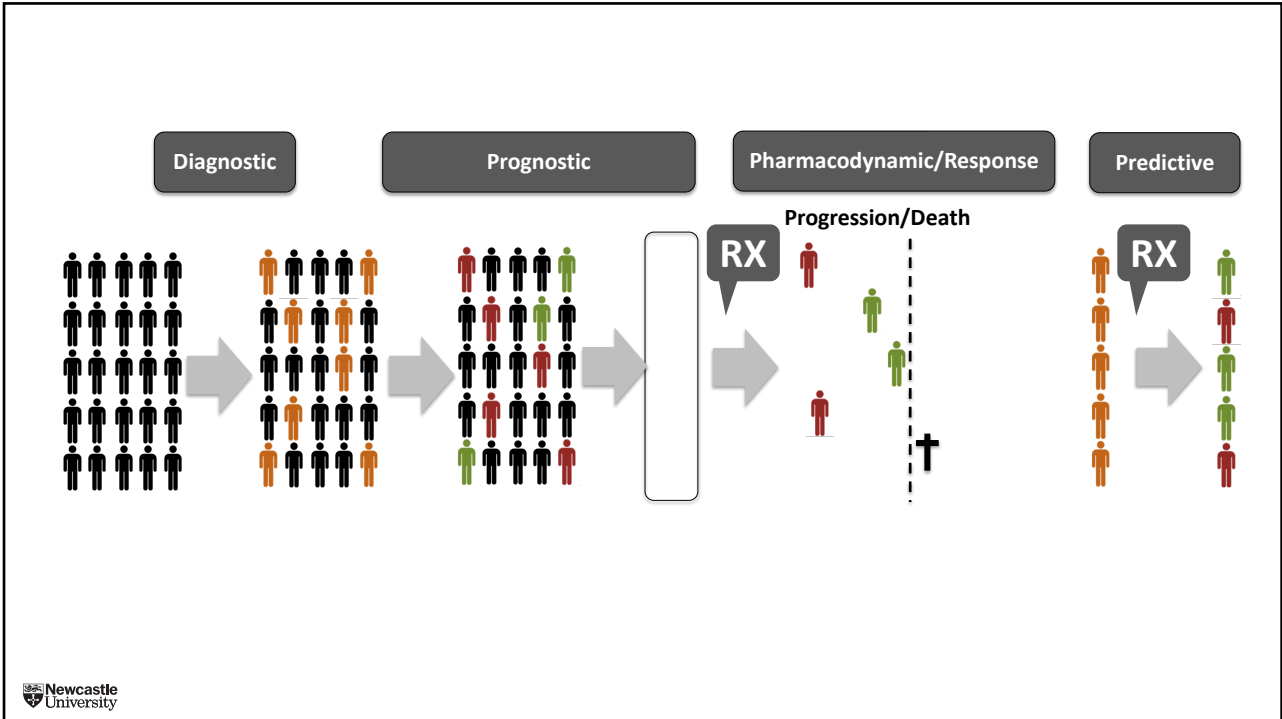 Diagnostic
Prognostic
Pharmacodynamic/Response
Predictive
Progression/Death
RX
RX
Newcastle
University